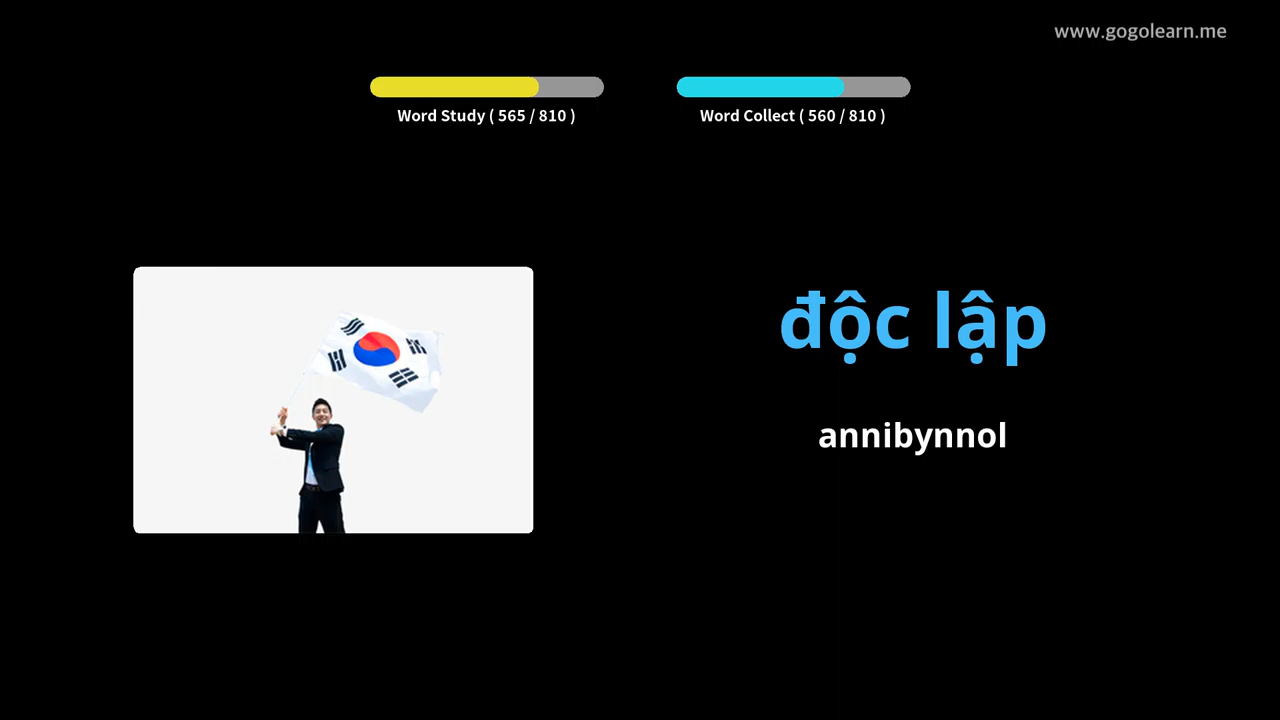 www.gogolearn.me
Word Study ( 565 / 810 )
Word Collect ( 560 / 810 )
độc lập
annibynnol